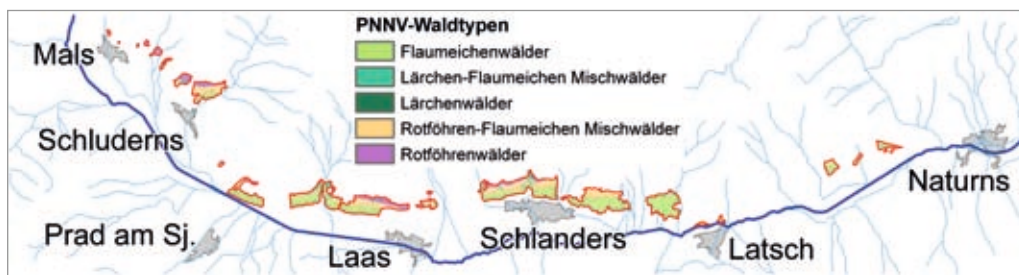 PNNV-Waldtypen
Flaumeichenwälder
Lärchen-Flaumeichen Mischwälder
Lärchenwälder
Rotföhren-Flaumeichen Mischwälder
Rotföhrenwälder
Mals
Schluderns
Prad am Sj.
Laas
Schlanders
Latsch
Naturns